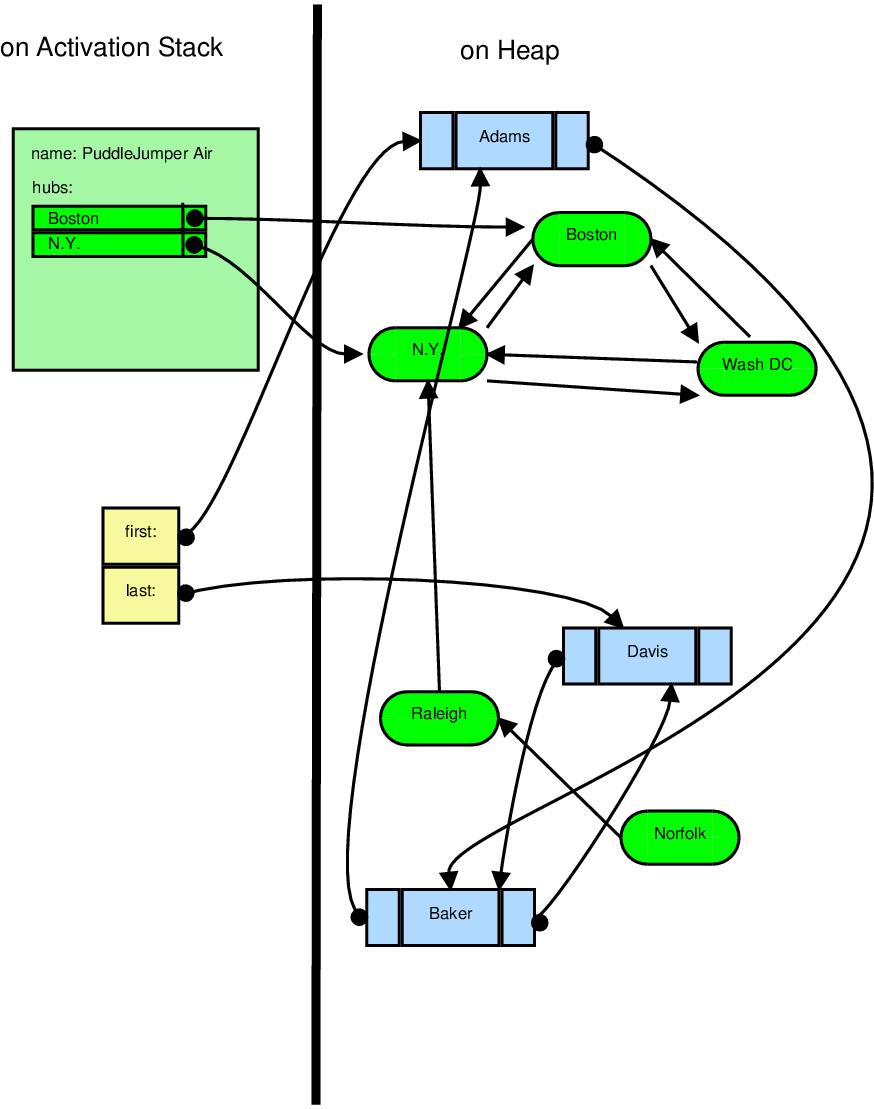 on Activation Stack
on Heap
Adams
name: PuddleJumper Air
hubs:
Boston
N.Y.
Boston
N.Y.
Wash DC
first:
last:
Davis
Raleigh
Norfolk
Baker